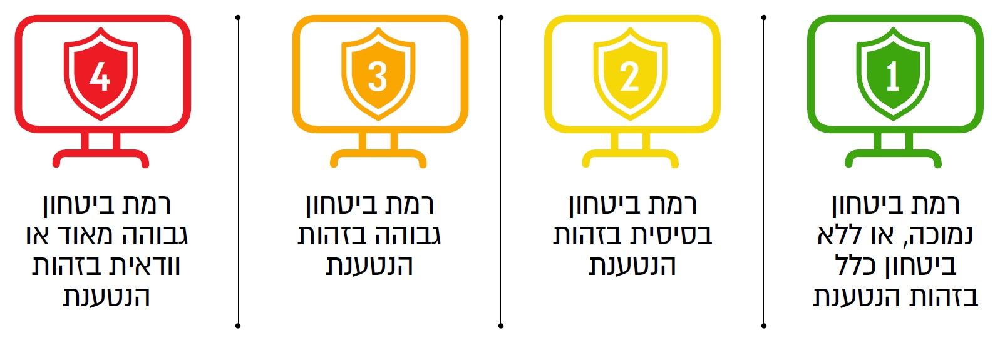 1
רמת ביטחון
נמוכה, או ללא
ביטחון כלל
בזהות הנטענת
2
רמת ביטחון
בסיסית בזהות
הנטענת
3
רמת ביטחון
גבוהה בזהות
הנטענת
4
רמת ביטחון
גבוהה מאוד או
וודאית בזהות
הנטענת